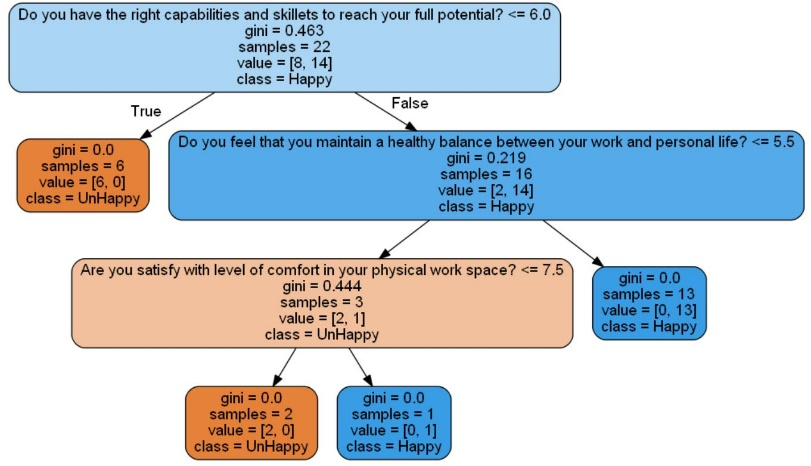 Do you have the right capabilities and skillets to reach your full potential? <= 6.0
gini = 0.463
samples = 22
value = [8, 14]
class = Happy
True
False
gini = 0.0
samples = 6
value = [6, 0]
class = UnHappy
Do you feel that you maintain a healthy balance between your work and personal life? <= 5.5
gini = 0.219
samples = 16
value = [2, 14]
class = Happy
Are you satisfy with level of comfort in your physical work space? <= 7.5
gini = 0.444
samples = 3
value = [2, 1]
class = UnHappy
gini = 0.0
samples = 13
value = [0, 13]
class = Happy
gini = 0.0
samples = 2
value = [2, 0]
class = UnHappy
gini = 0.0
samples = 1
value = [0, 1]
class = Happy